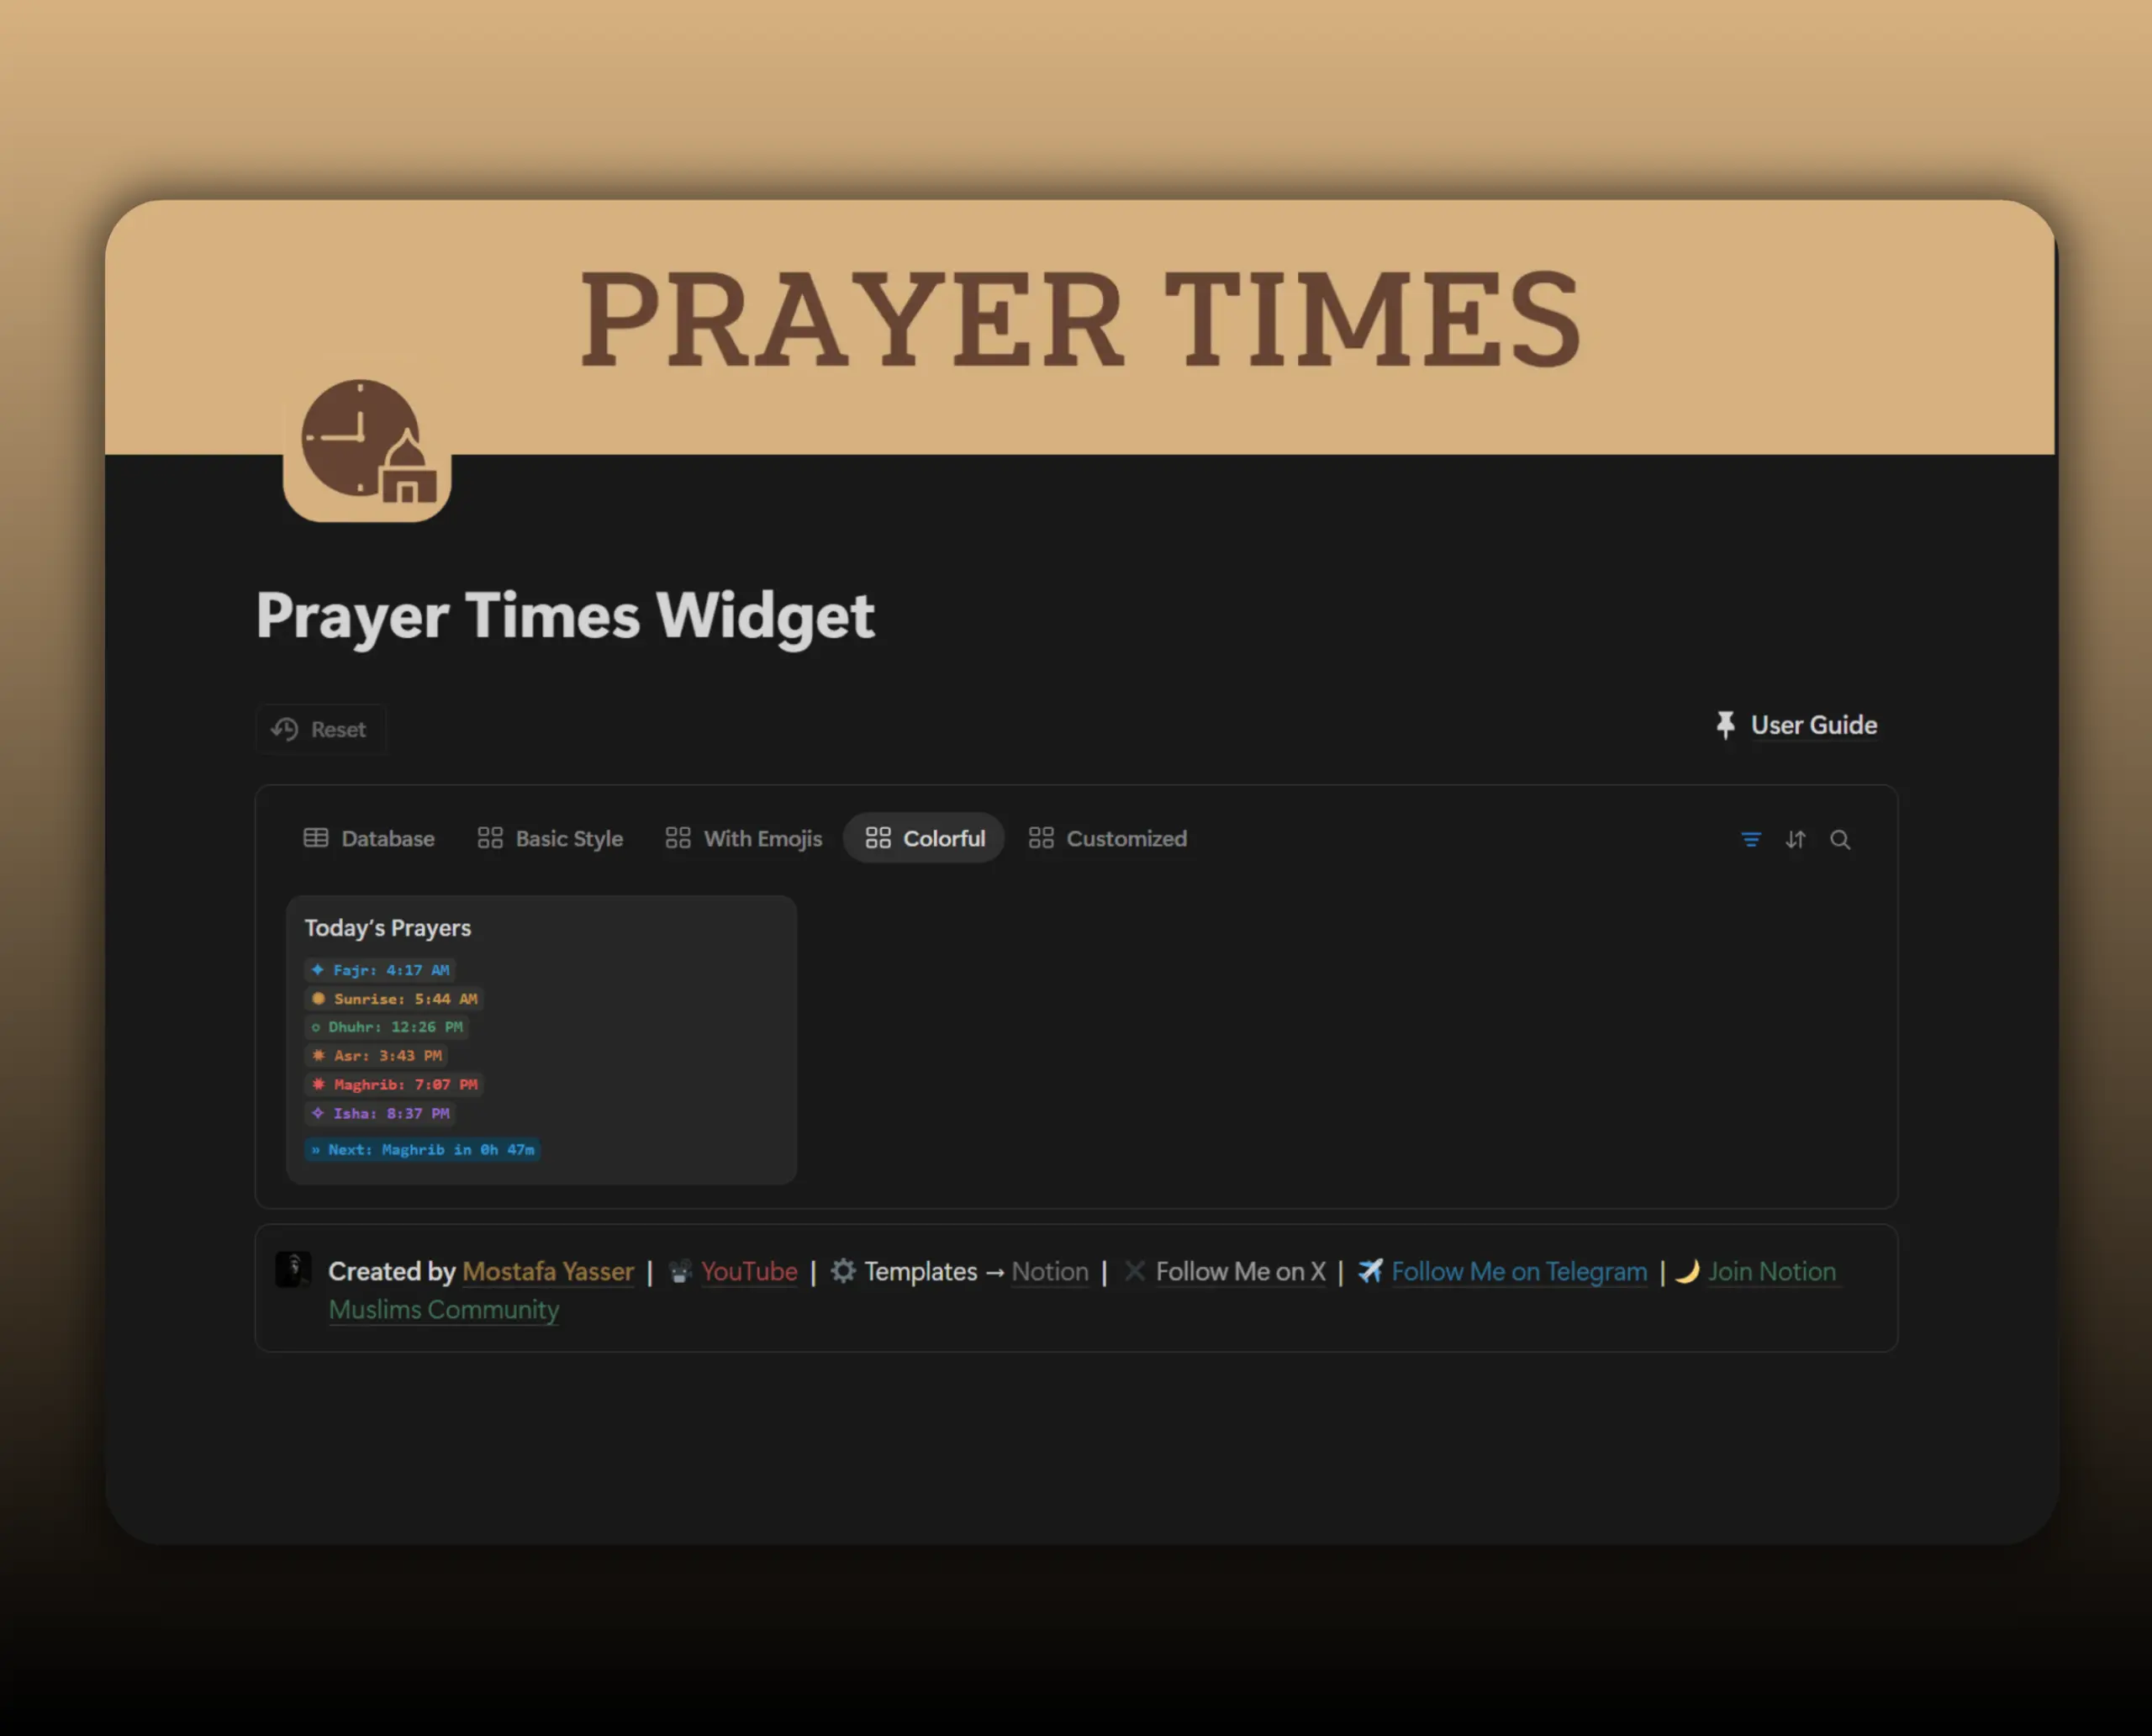 PRAYER TIMES
Prayer Times Widget
Reset
User Guide
Database Basic Style With Emojis Colorful Customized
Today’s Prayers
✦ Fajr: 4:17 AM
● Sunrise: 5:44 AM
○ Dhuhr: 12:26 PM
✷ Asr: 3:43 PM
✷ Maghrib: 7:07 PM
✧ Isha: 8:37 PM
» Next: Maghrib in 0h 47m
Created by Mostafa Yasser | YouTube | Templates → Notion | Follow Me on X | Follow Me on Telegram | 🌙 Join Notion
Muslims Community